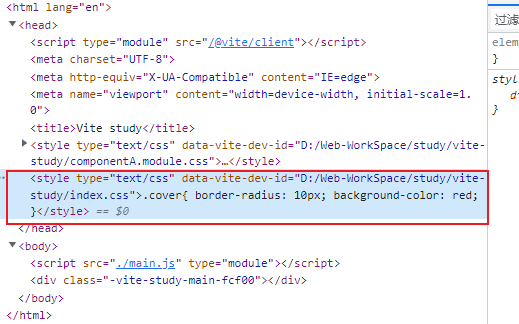 <html lang="en">
<head>
<script type="module" src="/@vite/client"></script>
<meta charset="UTF-8">
<meta http-equiv="X-UA-Compatible" content="IE=edge">
<meta name="viewport" content="width=device-width, initial-scale=1.
0">
<title>Vite study</title>
<style type="text/css" data-vite-dev-id="D:/Web-WorkSpace/study/vite-
study/componentA.module.css">…</style>
<style type="text/css" data-vite-dev-id="D:/Web-WorkSpace/study/vite-
study/index.css">.cover{ border-radius: 10px; background-color: red;
}</style> == $0
</head>
<body>
<script src="./main.js" type="module"></script>
<div class="-vite-study-main-fcf00"></div>
</body>
</html>
过滤
elem
}
styl
di
}